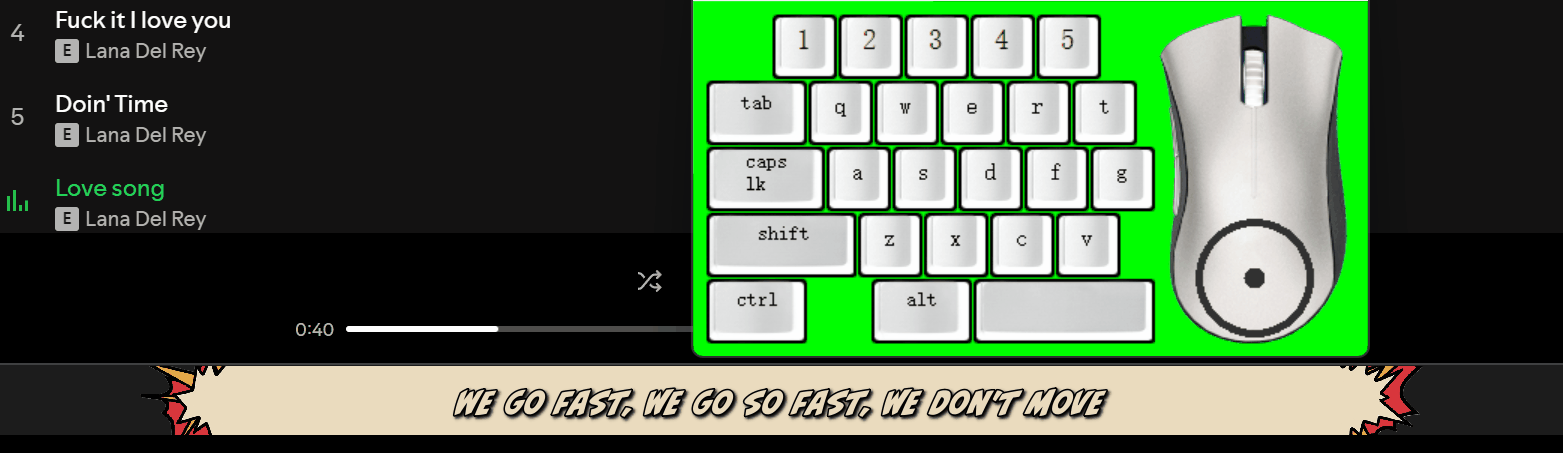 4
Fuck it I love you
E Lana Del Rey
5
Doin' Time
E Lana Del Rey
Love song
E Lana Del Rey
0:40
1 2 3 4 5
tab q w e r t
caps
lk a s d f g
shift z x c v
ctrl alt
WE GO FAST, WE GO SO FAST, WE DON'T MOVE